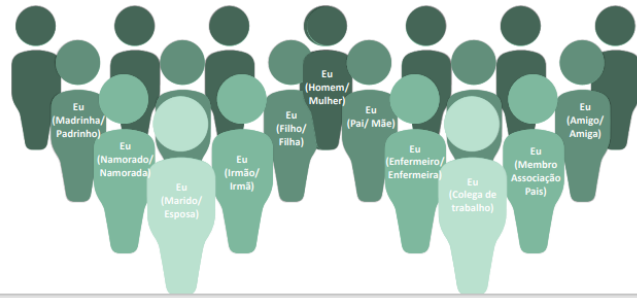 Eu
(Homem/
Mulher)
Eu
(Madrinha/
Padrinho)
Eu
(Filho/
Filha)
Eu
(Pai/ Mãe)
Eu
(Amigo/
Amiga)
Eu
(Namorado/
Namorada)
Eu
(Irmão/
Irmã)
Eu
(Enfermeiro/
Enfermeira)
Eu
(Membro
Associação
Pais)
Eu
(Marido/
Esposa)
Eu
(Colega de
trabalho)